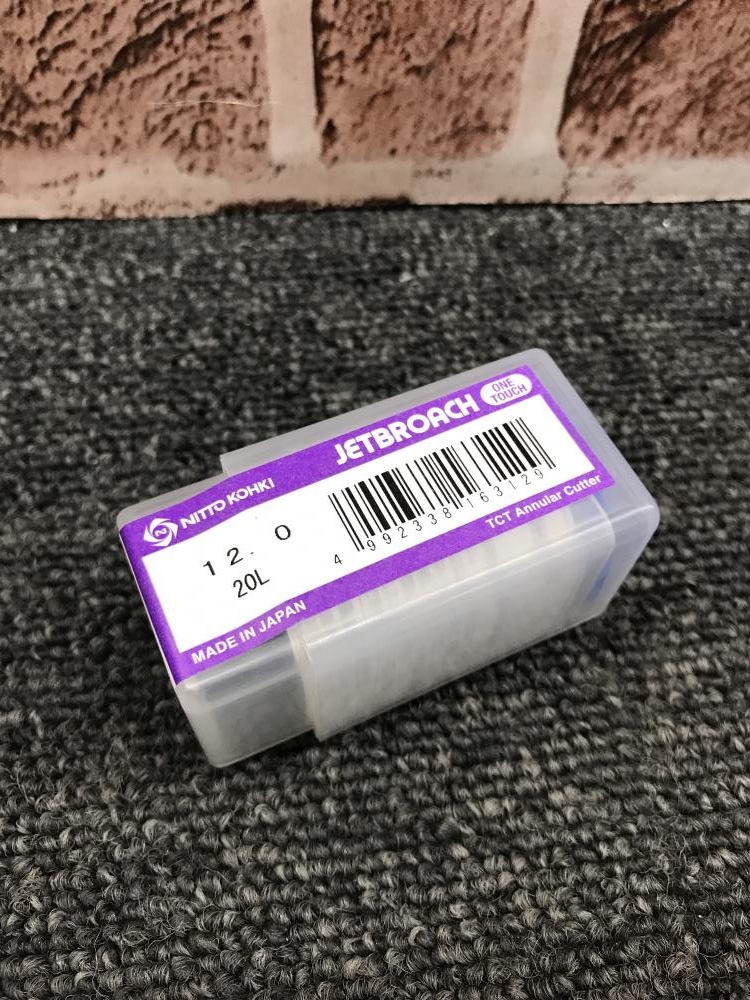 JETBROACH
ONE
TOUCH
NITTO KOHKI
12.0
20L
4 992338 163129
TCT Annular Cutter
MADE IN JAPAN